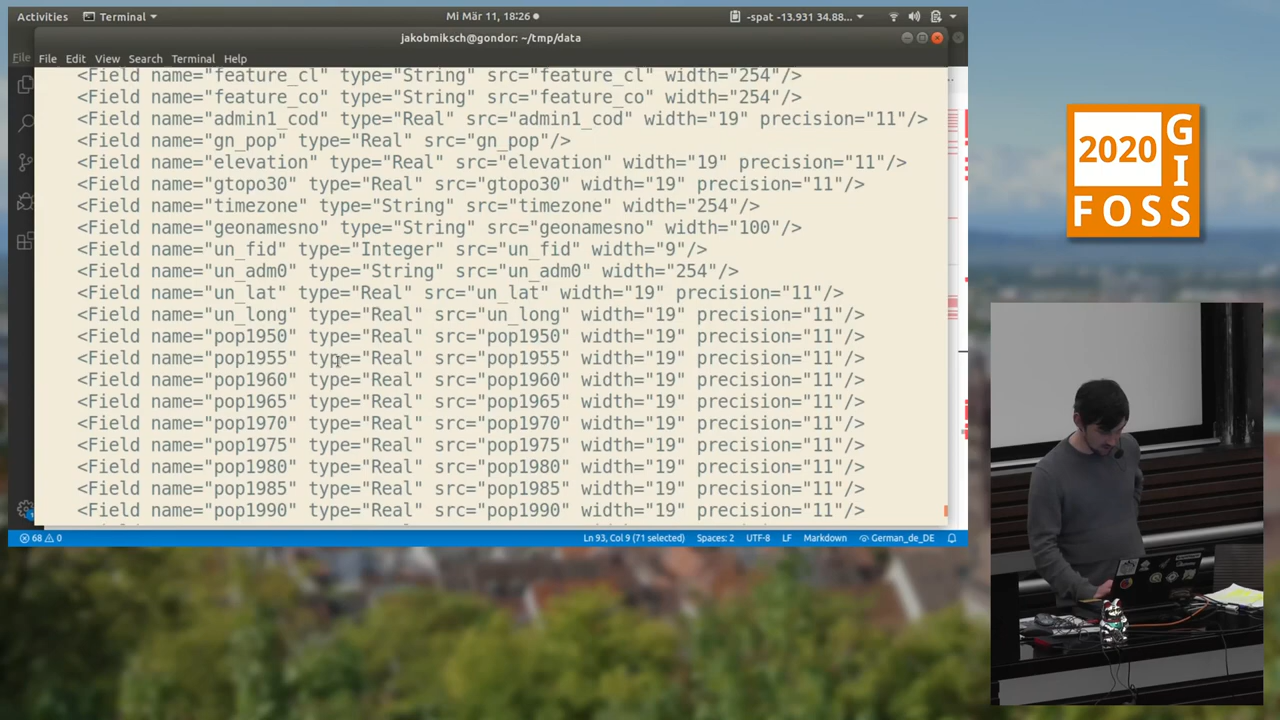 Activities
Terminal
Mi Mär 11, 18:26
-spat -13.931 34.88...
jakobmiksch@gondor: ~/tmp/data
File
File Edit View Search Terminal Help
<Field name="feature_cl" type="String" src="feature_cl" width="254"/>
<Field name="feature_co" type="String" src="feature_co" width="254"/>
<Field name="admin1_cod" type="Real" src="admin1_cod" width="19" precision="11"/>
<Field name="gn_pop" type="Real" src="gn_pop"/>
<Field name="elevation" type="Real" src="elevation" width="19" precision="11"/>
<Field name="gtopo30" type="Real" src="gtopo30" width="19" precision="11"/>
<Field name="timezone" type="String" src="timezone" width="254"/>
<Field name="geonamesno" type="String" src="geonamesno" width="100"/>
<Field name="un_fid" type="Integer" src="un_fid" width="9"/>
<Field name="un_adm0" type="String" src="un_adm0" width="254"/>
<Field name="un_lat" type="Real" src="un_lat" width="19" precision="11"/>
<Field name="un_long" type="Real" src="un_long" width="19" precision="11"/>
<Field name="pop1950" type="Real" src="pop1950" width="19" precision="11"/>
<Field name="pop1955" type="Real" src="pop1955" width="19" precision="11"/>
<Field name="pop1960" type="Real" src="pop1960" width="19" precision="11"/>
<Field name="pop1965" type="Real" src="pop1965" width="19" precision="11"/>
<Field name="pop1970" type="Real" src="pop1970" width="19" precision="11"/>
<Field name="pop1975" type="Real" src="pop1975" width="19" precision="11"/>
<Field name="pop1980" type="Real" src="pop1980" width="19" precision="11"/>
<Field name="pop1985" type="Real" src="pop1985" width="19" precision="11"/>
<Field name="pop1990" type="Real" src="pop1990" width="19" precision="11"/>
68 0
Ln 93, Col 9 (71 selected) Spaces: 2 UTF-8 LF Markdown German_de_DE
2020
GIS
FOSS